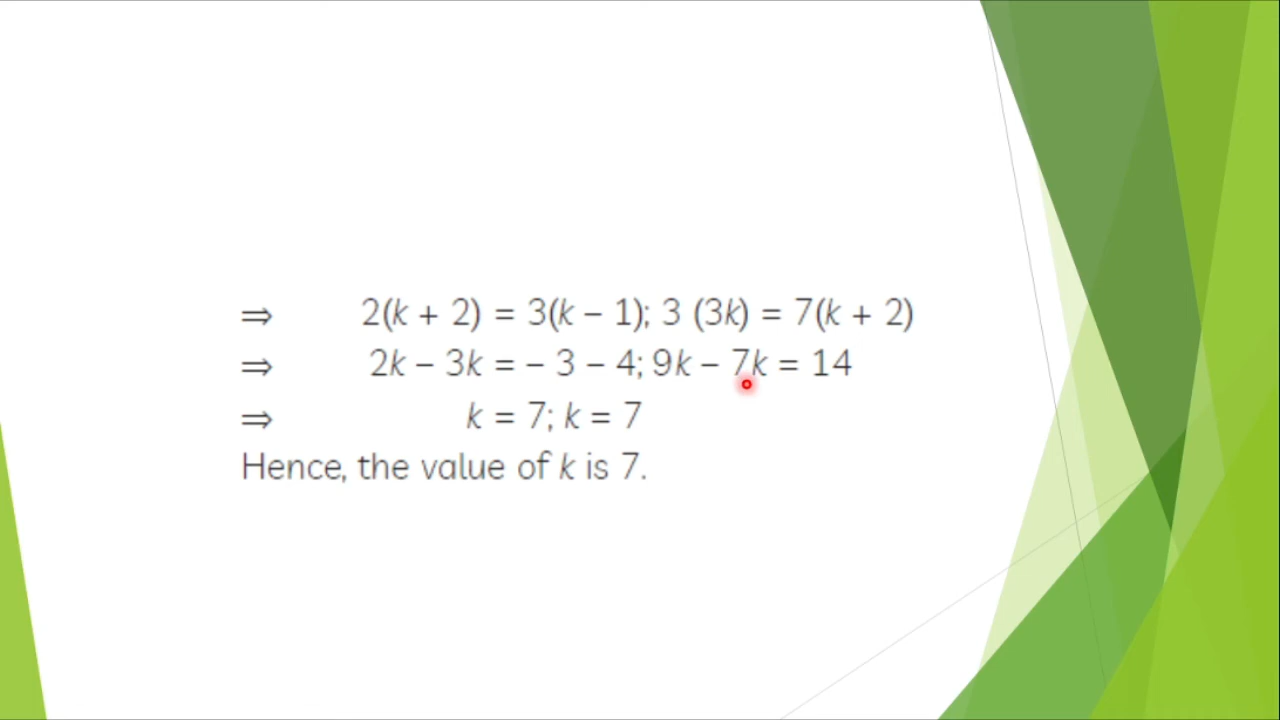 ⇒ 2(k + 2) = 3(k – 1); 3 (3k) = 7(k + 2)
⇒ 2k – 3k = – 3 – 4; 9k – 7k = 14
⇒ k = 7; k = 7
Hence, the value of k is 7.